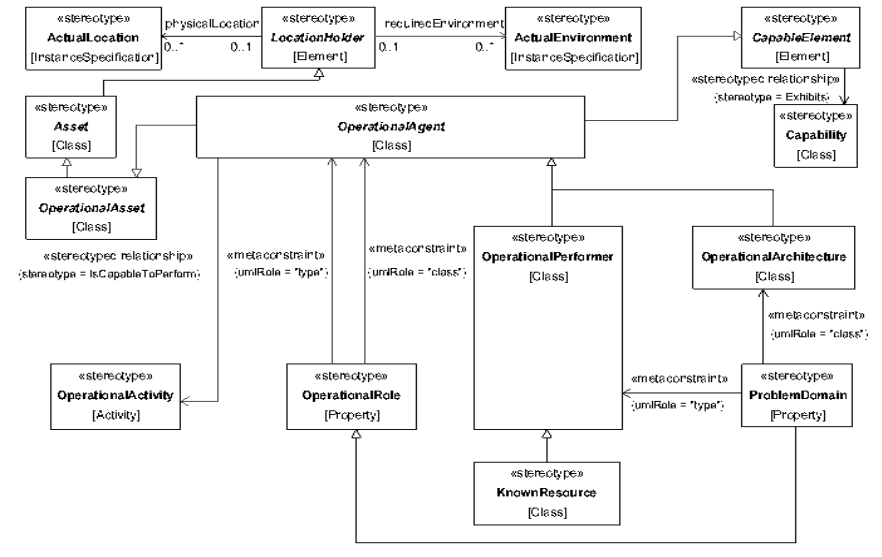 «stereotype»
ActualLocation
[InstanceSpecification]
physicalLocation
0..*
0..1
«stereotype»
LocationHolder
[Element]
requiredEnvironment
0..1
0..*
«stereotype»
ActualEnvironment
[InstanceSpecification]
«stereotype»
CapableElement
[Element]
«stereotyped relationship»
{stereotype = Exhibits}
«stereotype»
Asset
[Class]
«stereotype»
OperationalAgent
[Class]
«stereotype»
Capability
[Class]
«stereotype»
OperationalAsset
[Class]
«stereotyped relationship»
{stereotype = IsCapableToPerform}
«metaconstraint»
{umlRole = "type"}
«metaconstraint»
{umlRole = "class"}
«stereotype»
OperationalPerformer
[Class]
«stereotype»
OperationalArchitecture
[Class]
«metaconstraint»
{umlRole = "class"}
«stereotype»
OperationalActivity
[Activity]
«stereotype»
OperationalRole
[Property]
«metaconstraint»
{umlRole = "type"}
«stereotype»
ProblemDomain
[Property]
«stereotype»
KnownResource
[Class]